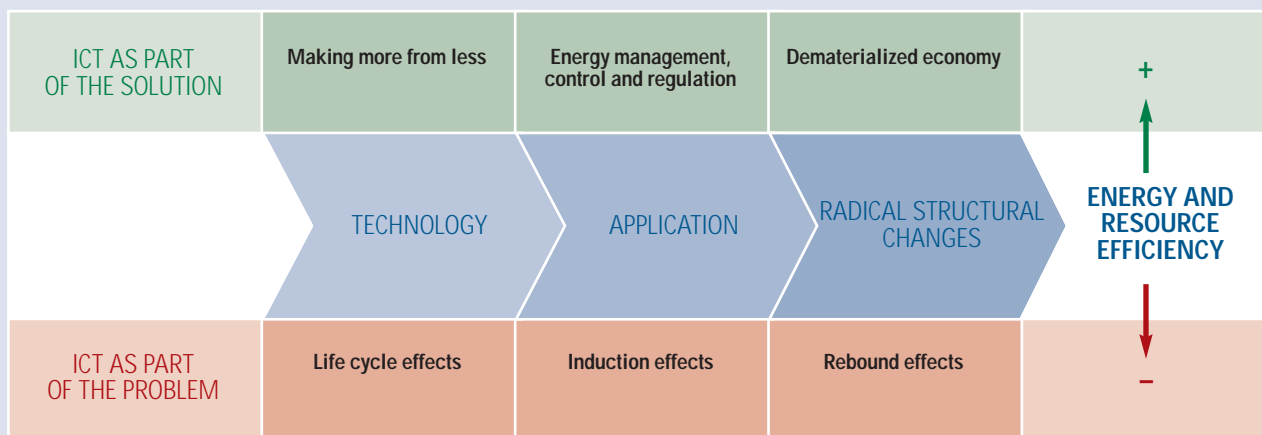 ICT AS PART
OF THE SOLUTION
Making more from less
Energy management,
control and regulation
Dematerialized economy
+
TECHNOLOGY
APPLICATION
RADICAL STRUCTURAL
CHANGES
ENERGY AND
RESOURCE
EFFICIENCY
ICT AS PART
OF THE PROBLEM
Life cycle effects
Induction effects
Rebound effects
–